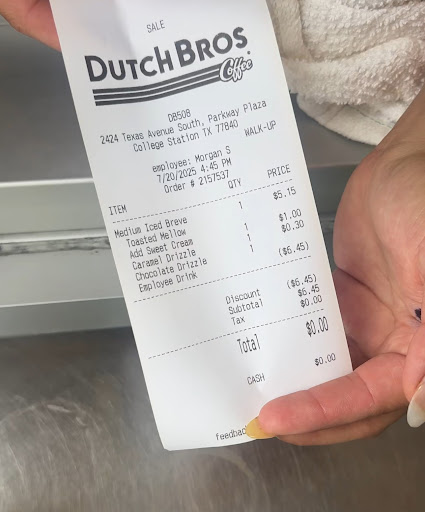 SALE
DUTCH BROS.
Coffee
DB508
2424 Texas Avenue South, Parkway Plaza
College Station TX 77840
WALK-UP
employee: Morgan S
7/20/2025 4:45 PM
Order # 2157537
ITEM QTY PRICE
Medium Iced Breve 1 $5.15
Toasted Mellow
Add Sweet Cream 1 $1.00
Caramel Drizzle 1 $0.30
Chocolate Drizzle 1
Employee Drink ($6.45)
Discount ($6.45)
Subtotal $6.45
Tax $0.00
Total $0.00
CASH $0.00
feedbac